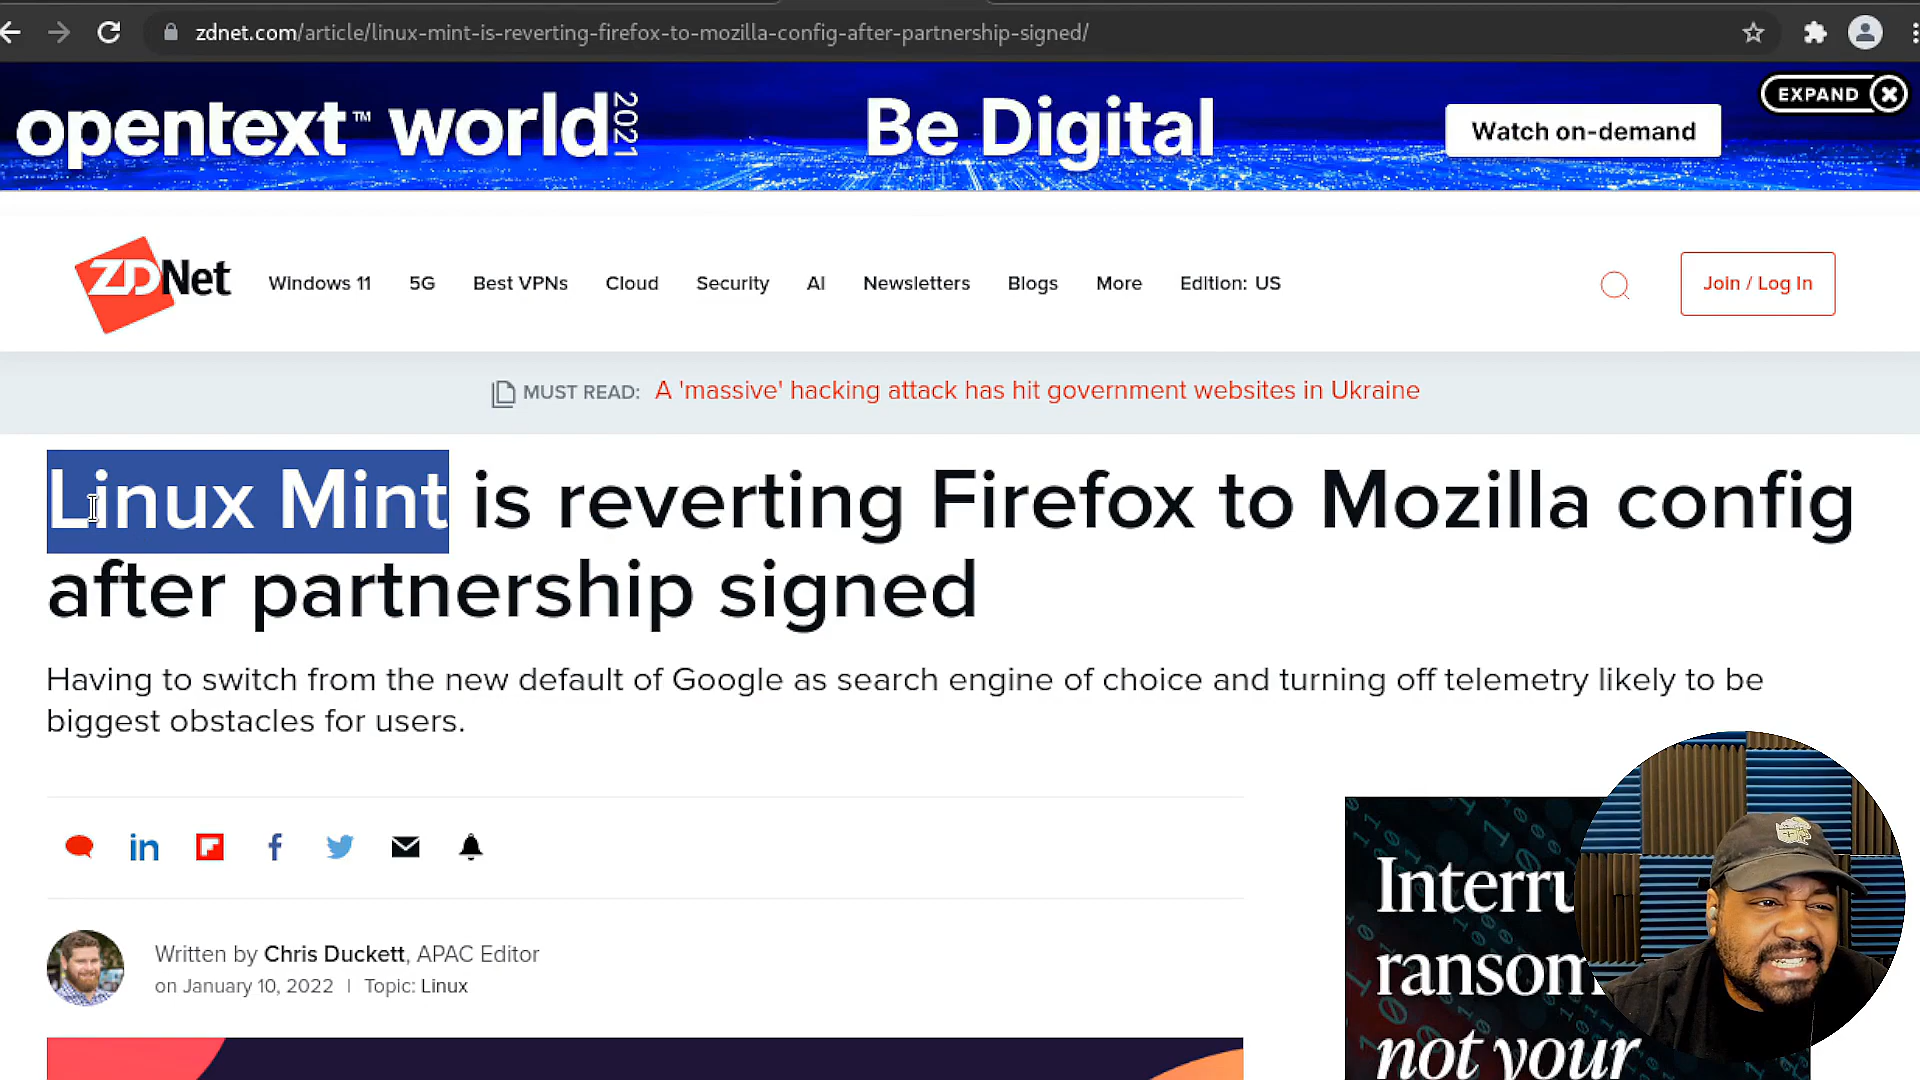 zdnet.com/article/linux-mint-is-reverting-firefox-to-mozilla-config-after-partnership-signed/
opentext™ world 2021
Be Digital
Watch on-demand
EXPAND
ZDNet
Windows 11 5G Best VPNs Cloud Security AI Newsletters Blogs More Edition: US
Join / Log In
MUST READ: A 'massive' hacking attack has hit government websites in Ukraine
Linux Mint is reverting Firefox to Mozilla config
after partnership signed
Having to switch from the new default of Google as search engine of choice and turning off telemetry likely to be
biggest obstacles for users.
in
f
Written by Chris Duckett, APAC Editor
on January 10, 2022 | Topic: Linux
not your